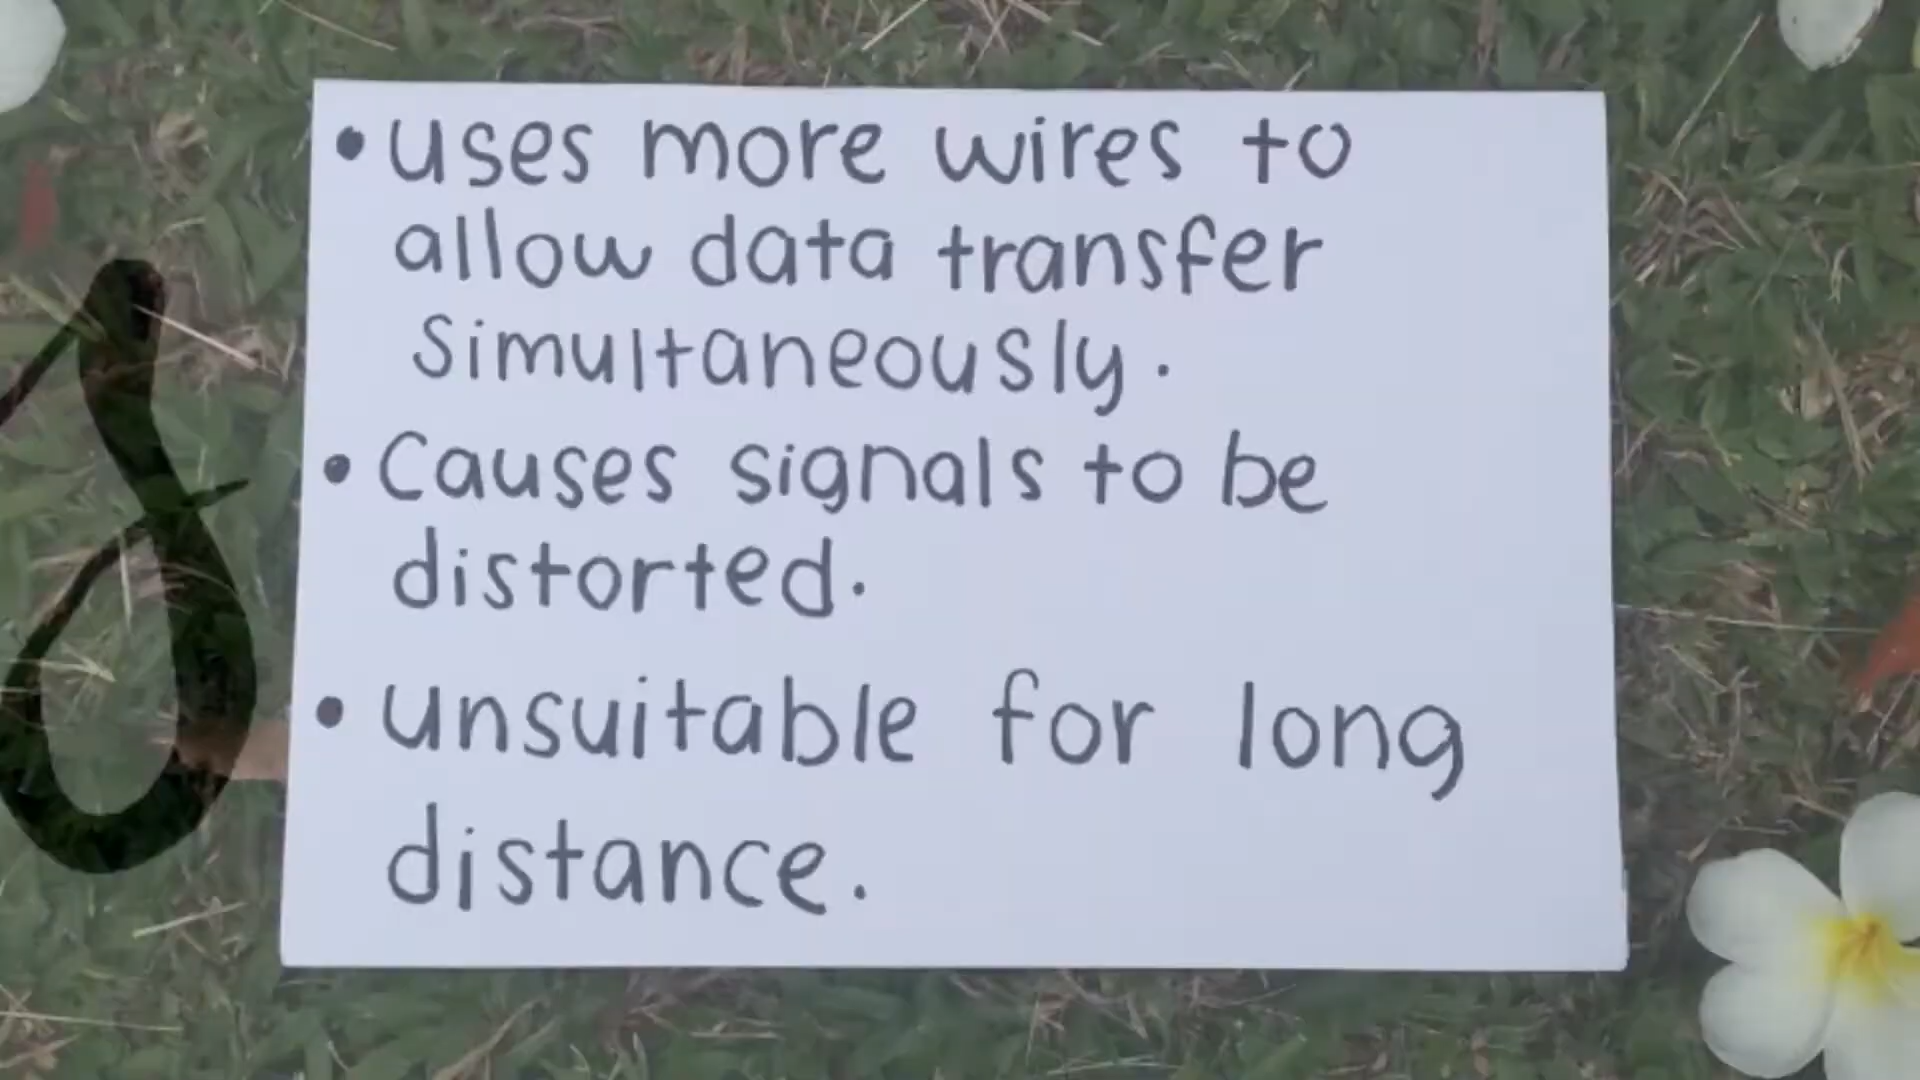 • uses more wires to
allow data transfer
simultaneously.
• Causes signals to be
distorted.
• unsuitable for long
distance.